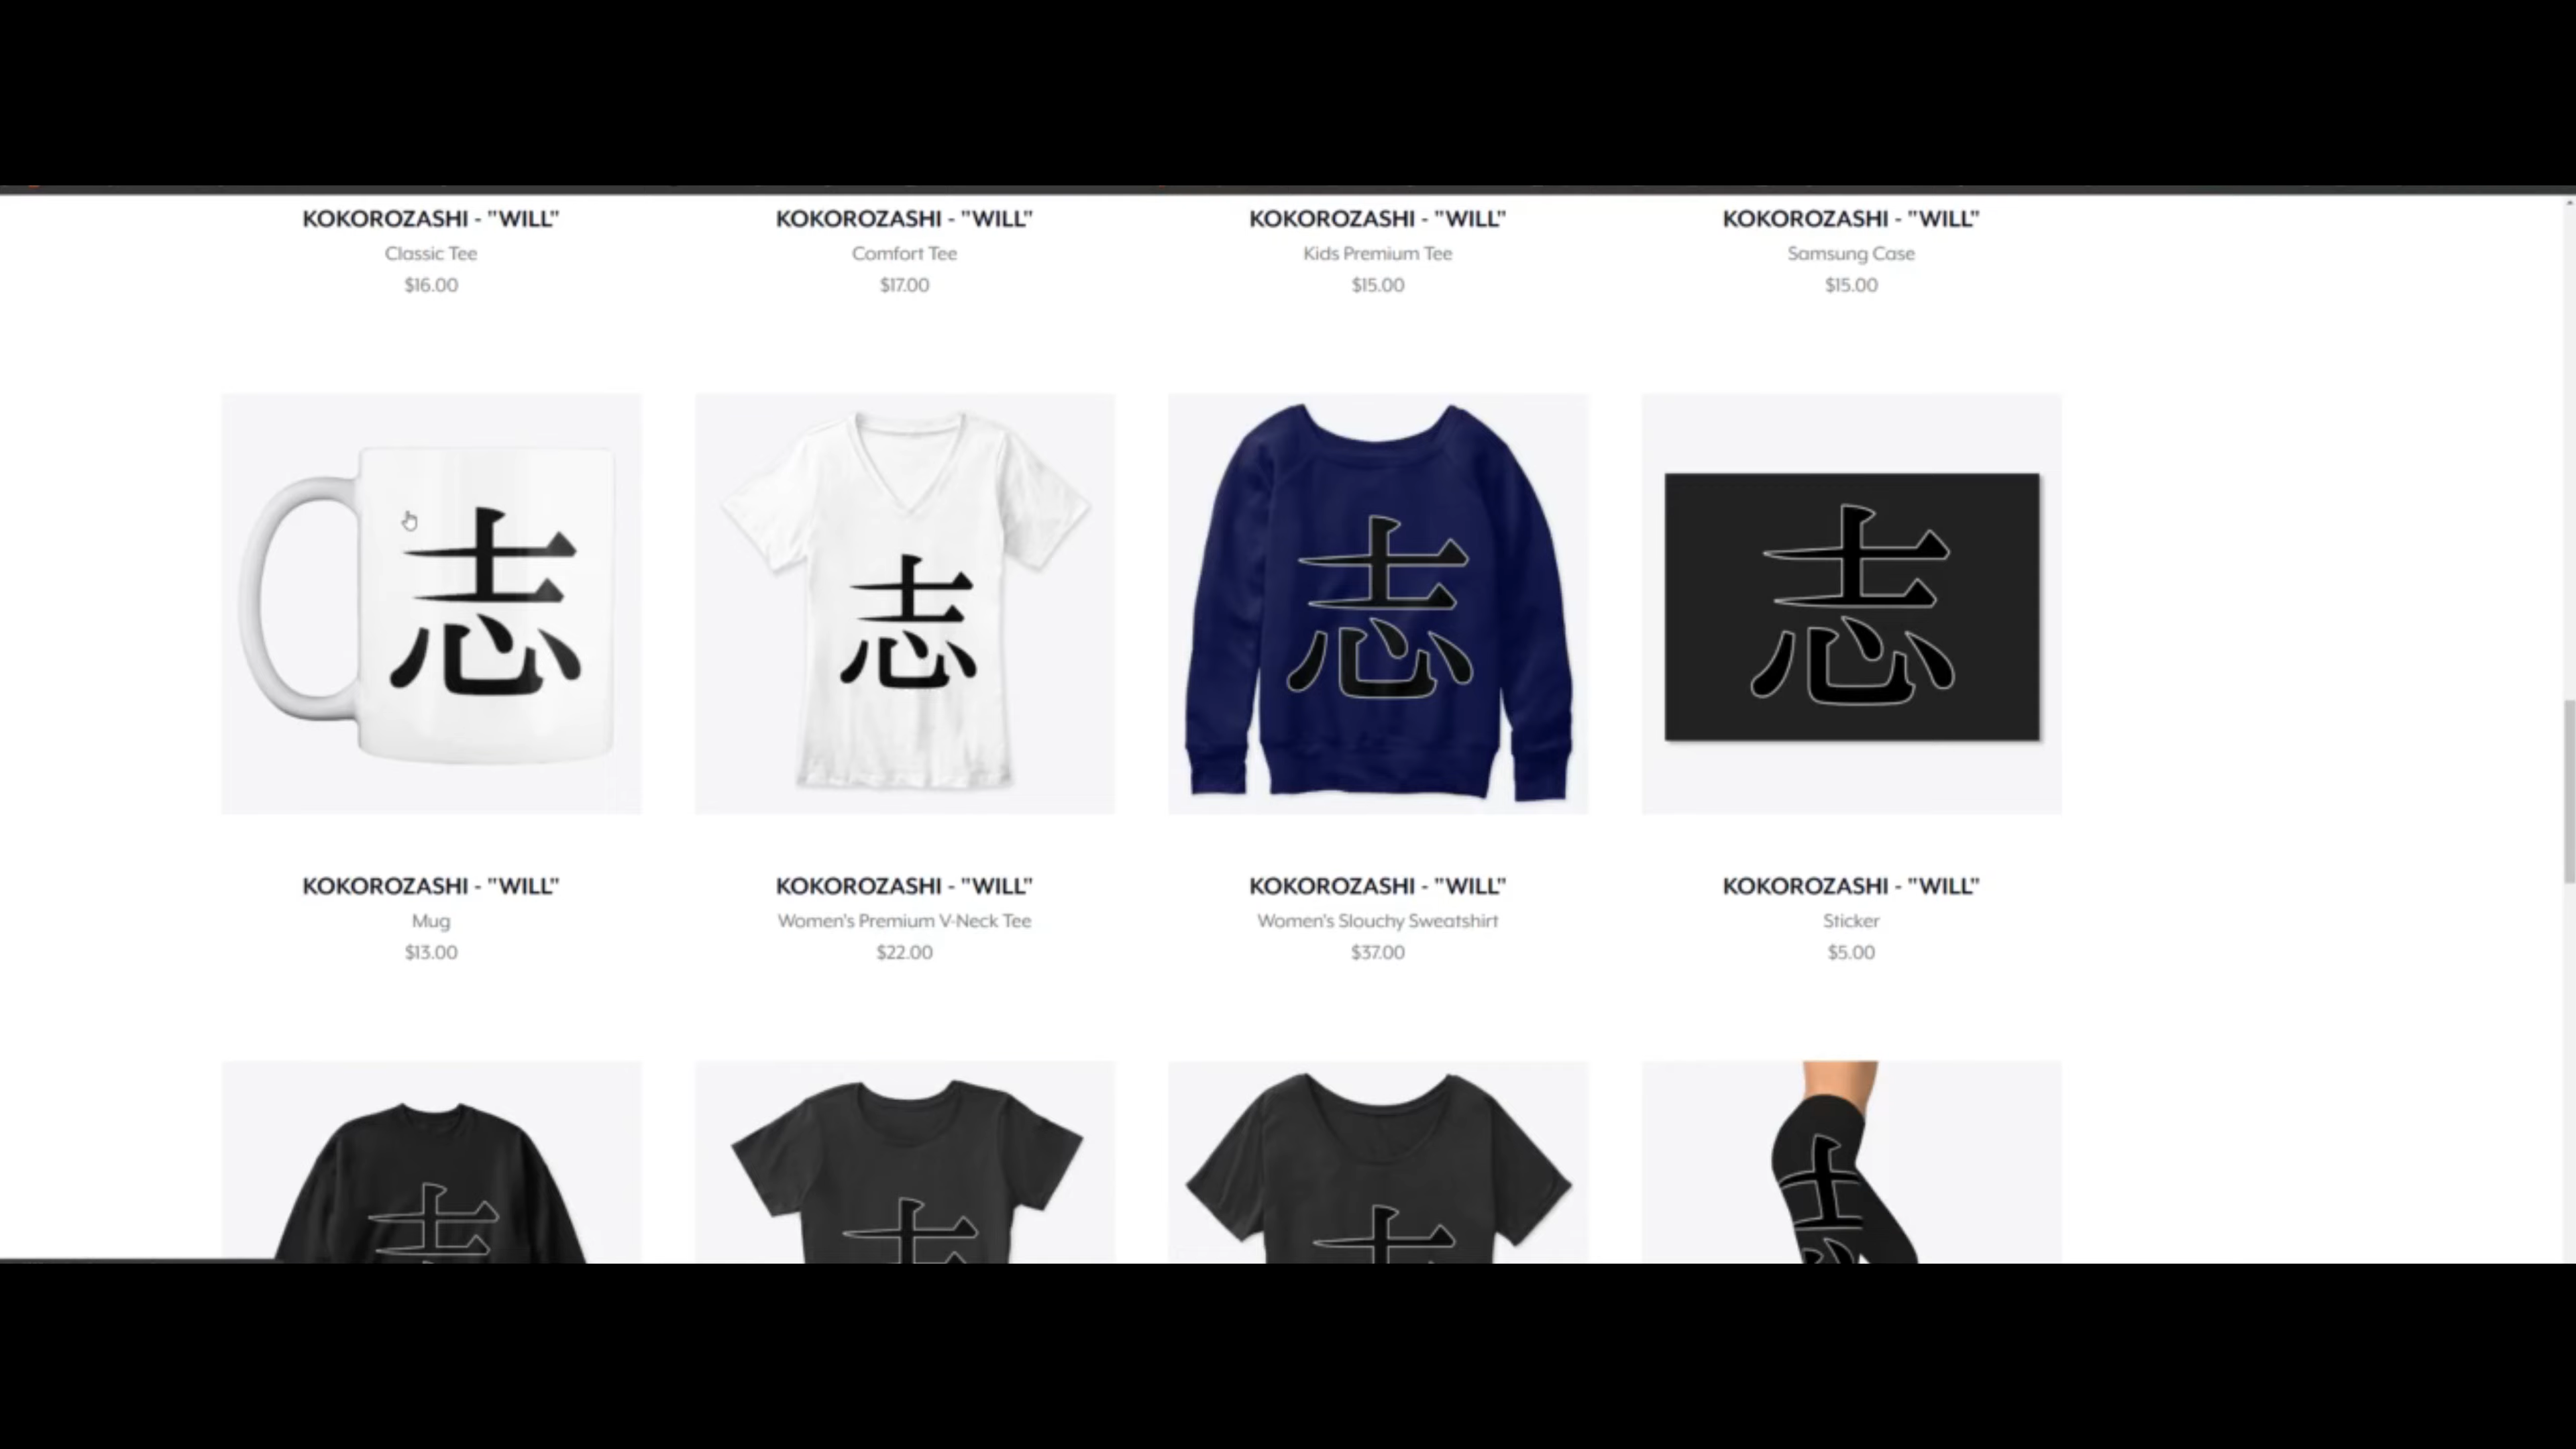 KOKOROZASHI - "WILL"
Classic Tee
$16.00
KOKOROZASHI - "WILL"
Comfort Tee
$17.00
KOKOROZASHI - "WILL"
Kids Premium Tee
$15.00
KOKOROZASHI - "WILL"
Samsung Case
$15.00
志
志
志
志
KOKOROZASHI - "WILL"
Mug
$13.00
KOKOROZASHI - "WILL"
Women's Premium V-Neck Tee
$22.00
KOKOROZASHI - "WILL"
Women's Slouchy Sweatshirt
$37.00
KOKOROZASHI - "WILL"
Sticker
$5.00